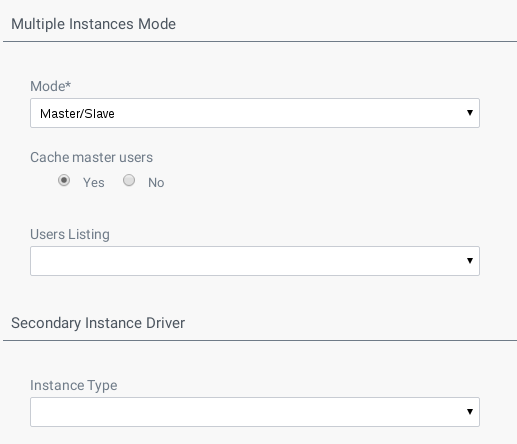 Multiple Instances Mode
Mode*
Master/Slave
Cache master users
Yes No
Users Listing
Secondary Instance Driver
Instance Type